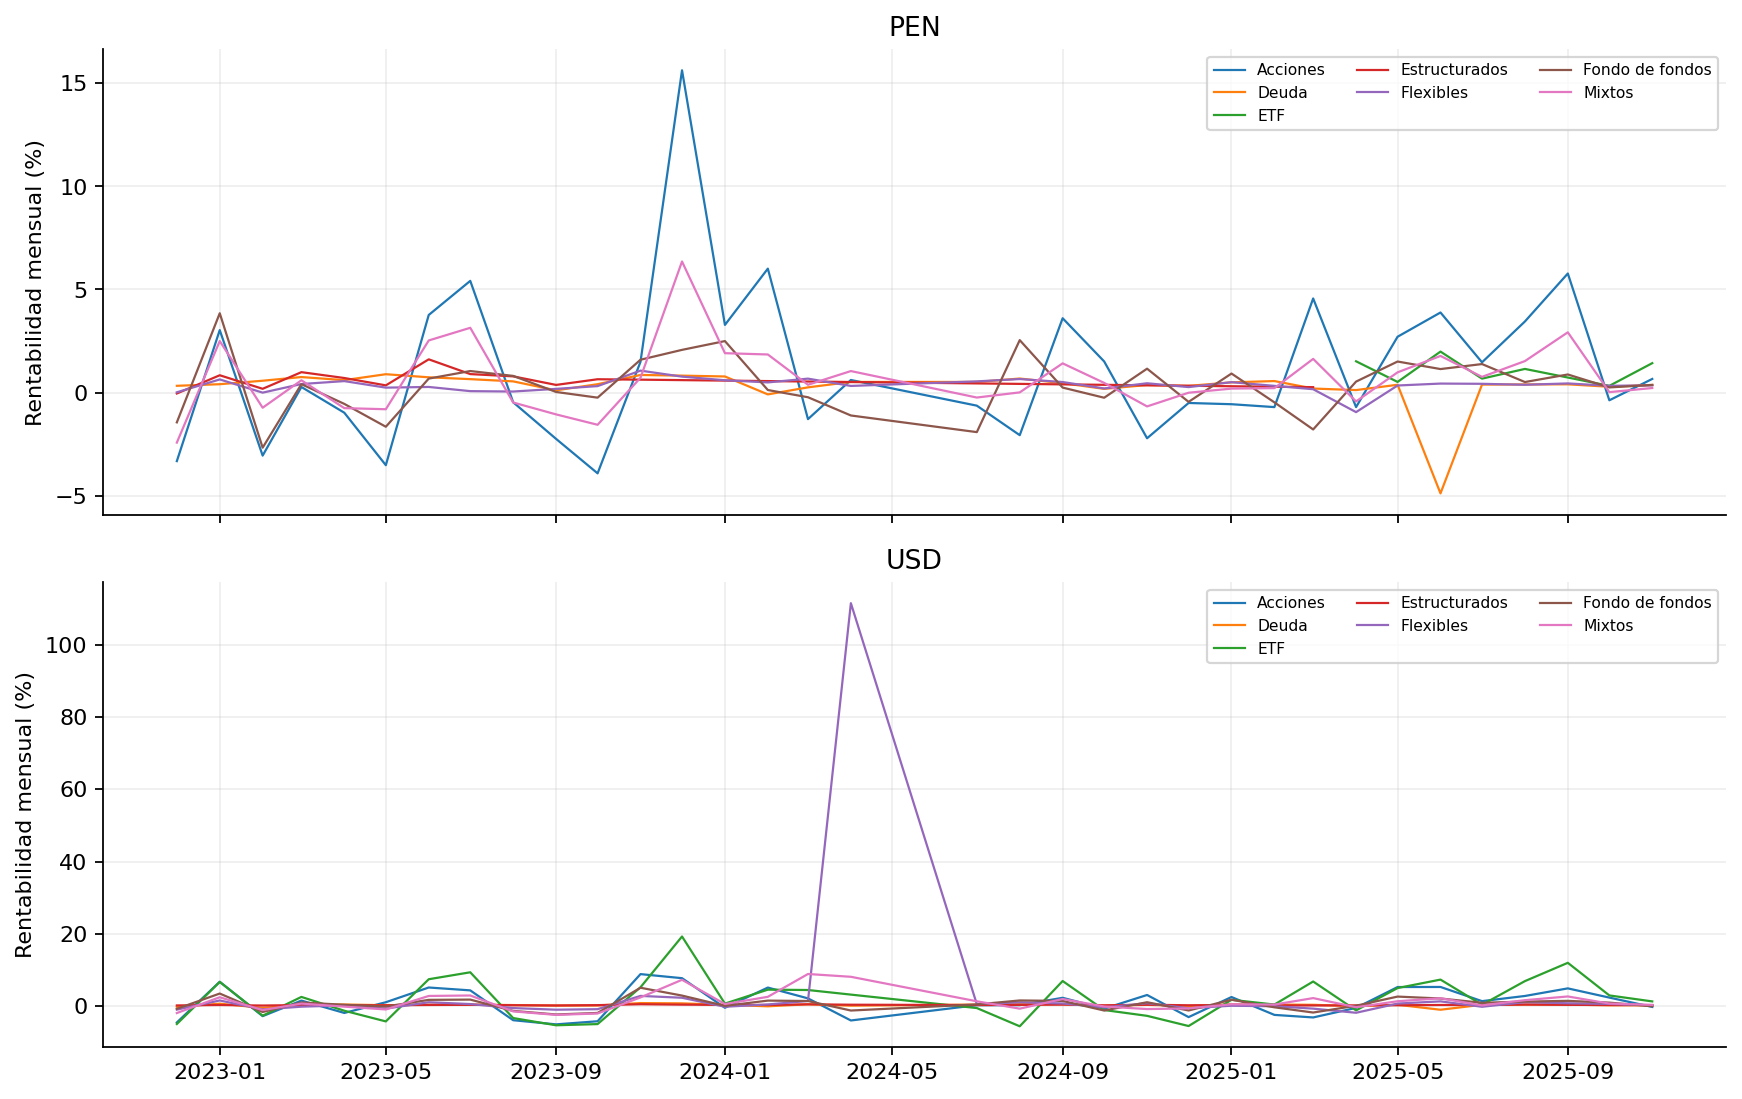 PEN
Rentabilidad mensual (%)
15
10
5
0
−5
Acciones
Deuda
ETF
Estructurados
Flexibles
Fondo de fondos
Mixtos
USD
Rentabilidad mensual (%)
100
80
60
40
20
0
Acciones
Deuda
ETF
Estructurados
Flexibles
Fondo de fondos
Mixtos
2023-01 2023-05 2023-09 2024-01 2024-05 2024-09 2025-01 2025-05 2025-09